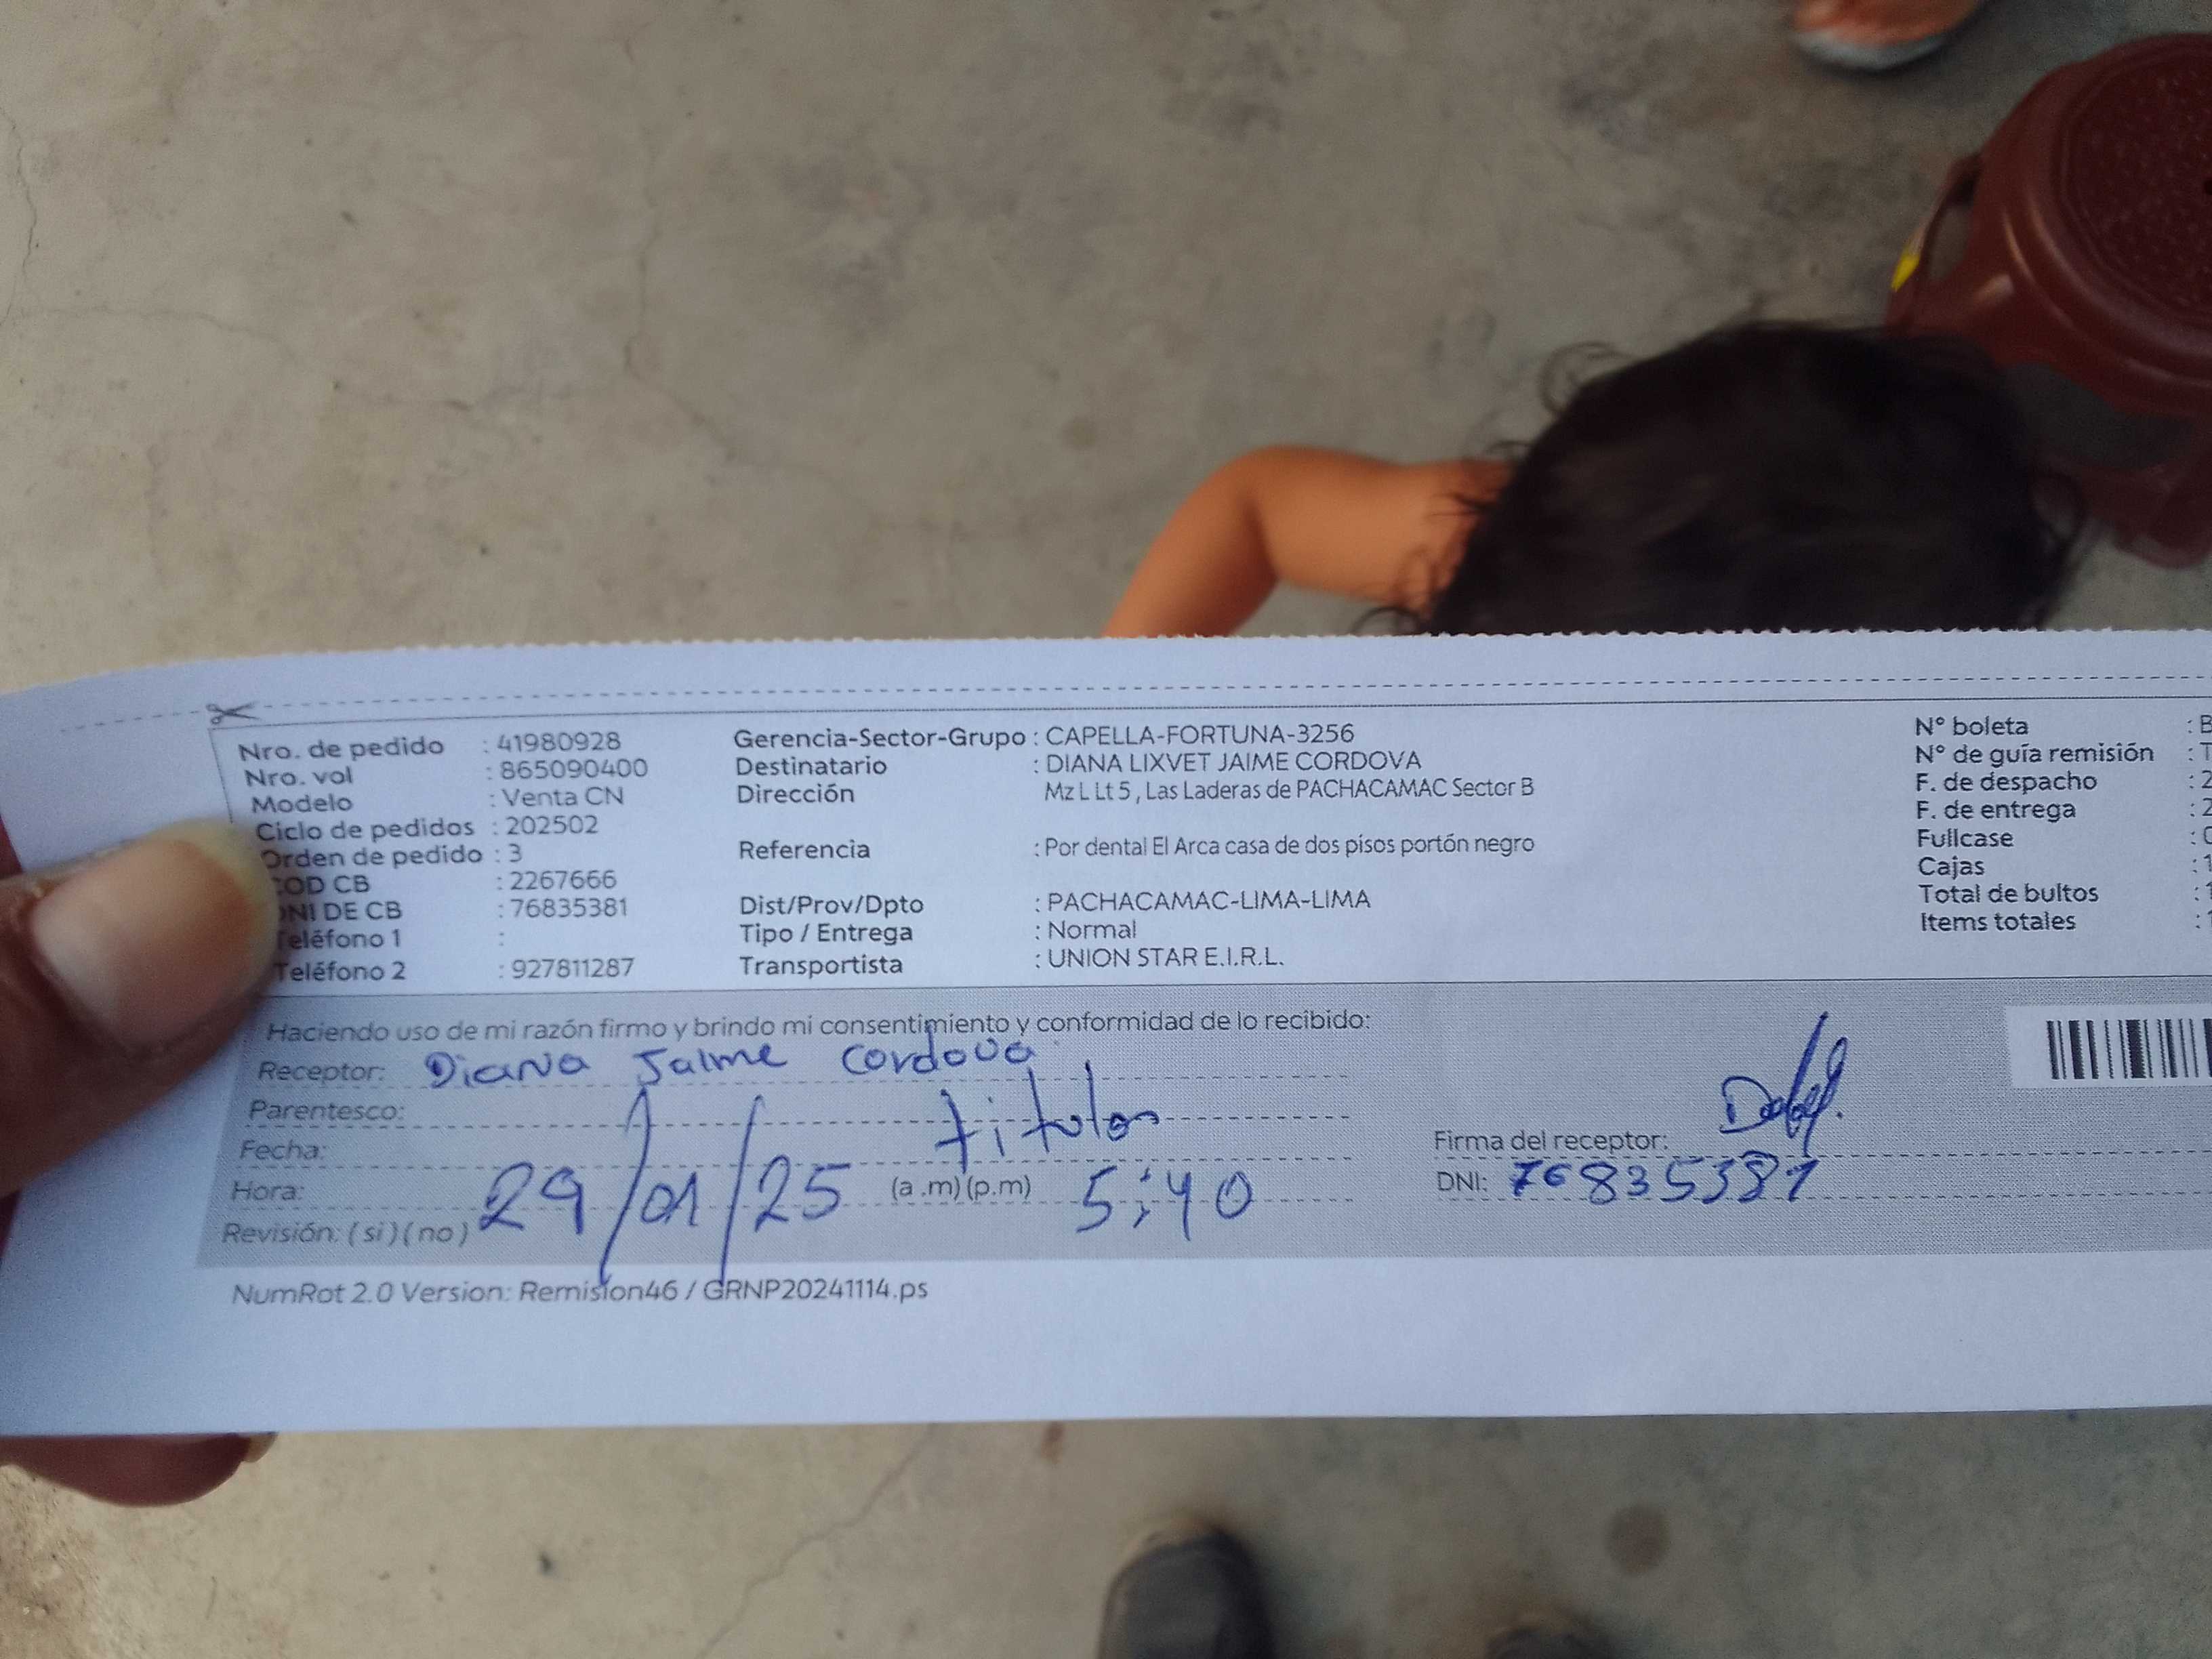 Nro. de pedido : 41980928
Nro. vol : 865090400
Modelo : Venta CN
Ciclo de pedidos : 202502
Orden de pedido : 3
COD CB : 2267666
DNI DE CB : 76835381
Teléfono 1 :
Teléfono 2 : 927811287
Gerencia-Sector-Grupo : CAPELLA-FORTUNA-3256
Destinatario : DIANA LIXVET JAIME CORDOVA
Dirección Mz L Lt 5 , Las Laderas de PACHACAMAC Sector B
Referencia : Por dental El Arca casa de dos pisos portón negro
Dist/Prov/Dpto : PACHACAMAC-LIMA-LIMA
Tipo / Entrega : Normal
Transportista : UNION STAR E.I.R.L.
N° boleta : B
N° de guía remisión : T
F. de despacho : 2
F. de entrega : 2
Fullcase :
Cajas : 1
Total de bultos : 1
Items totales : 1
Haciendo uso de mi razón firmo y brindo mi consentimiento y conformidad de lo recibido:
Receptor: Diana Jaime Cordova
Parentesco: titular
Fecha: 29/01/25
Hora: (a .m) (p.m) 5:40
Revisión: ( si ) ( no )
Firma del receptor:
DNI: 76835381
NumRot 2.0 Version: Remision46 / GRNP20241114.ps